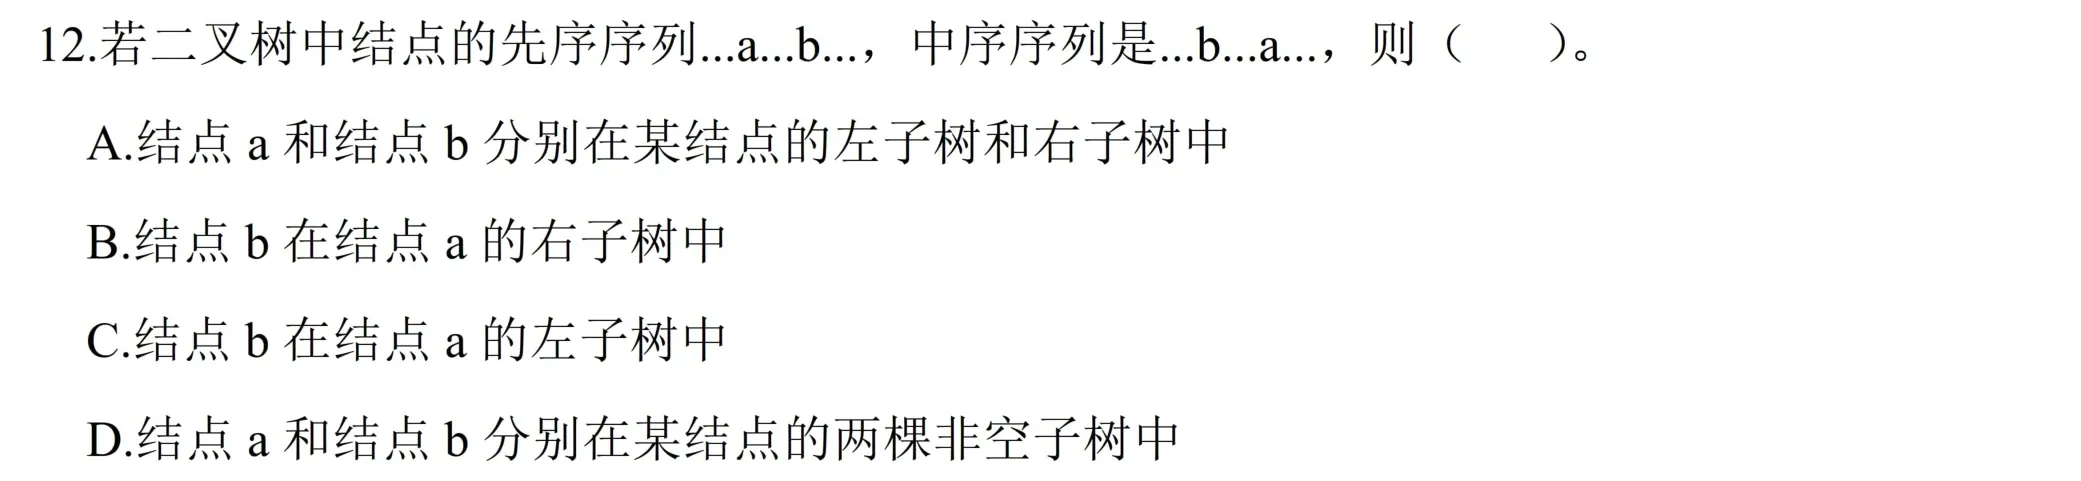 12.若二叉树中结点的先序序列...a...b...，中序序列是...b...a...，则（　　）。
A.结点 a 和结点 b 分别在某结点的左子树和右子树中
B.结点 b 在结点 a 的右子树中
C.结点 b 在结点 a 的左子树中
D.结点 a 和结点 b 分别在某结点的两棵非空子树中